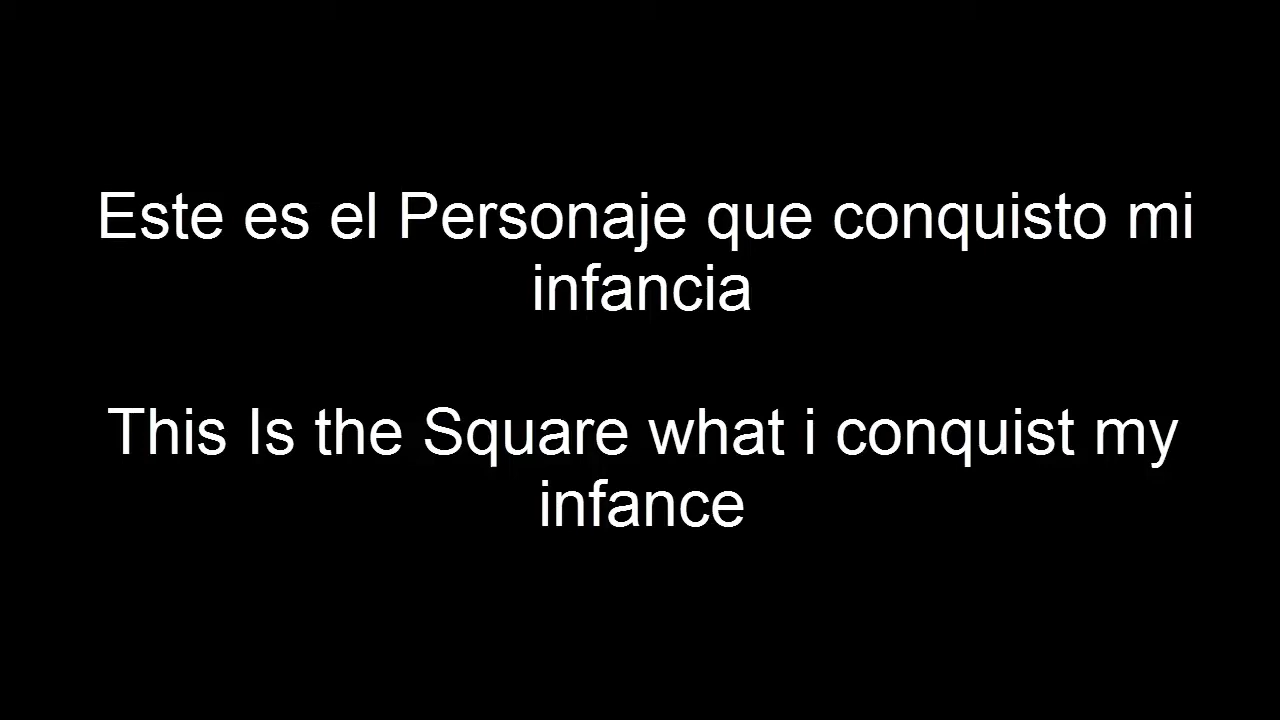 Este es el Personaje que conquisto mi
infancia
This Is the Square what i conquist my
infance